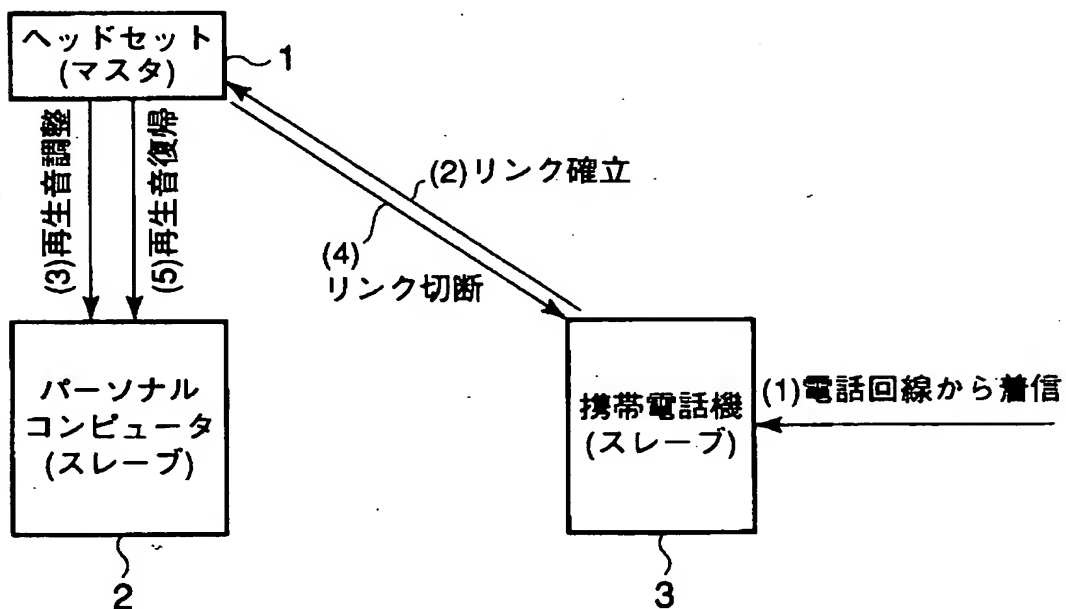 ヘッドセット
(マスタ)
1
(3)再生音調整
(5)再生音復帰
(2)リンク確立
(4)
リンク切断
パーソナル
コンピュータ
(スレーブ)
2
携帯電話機
(スレーブ)
3
(1)電話回線から着信